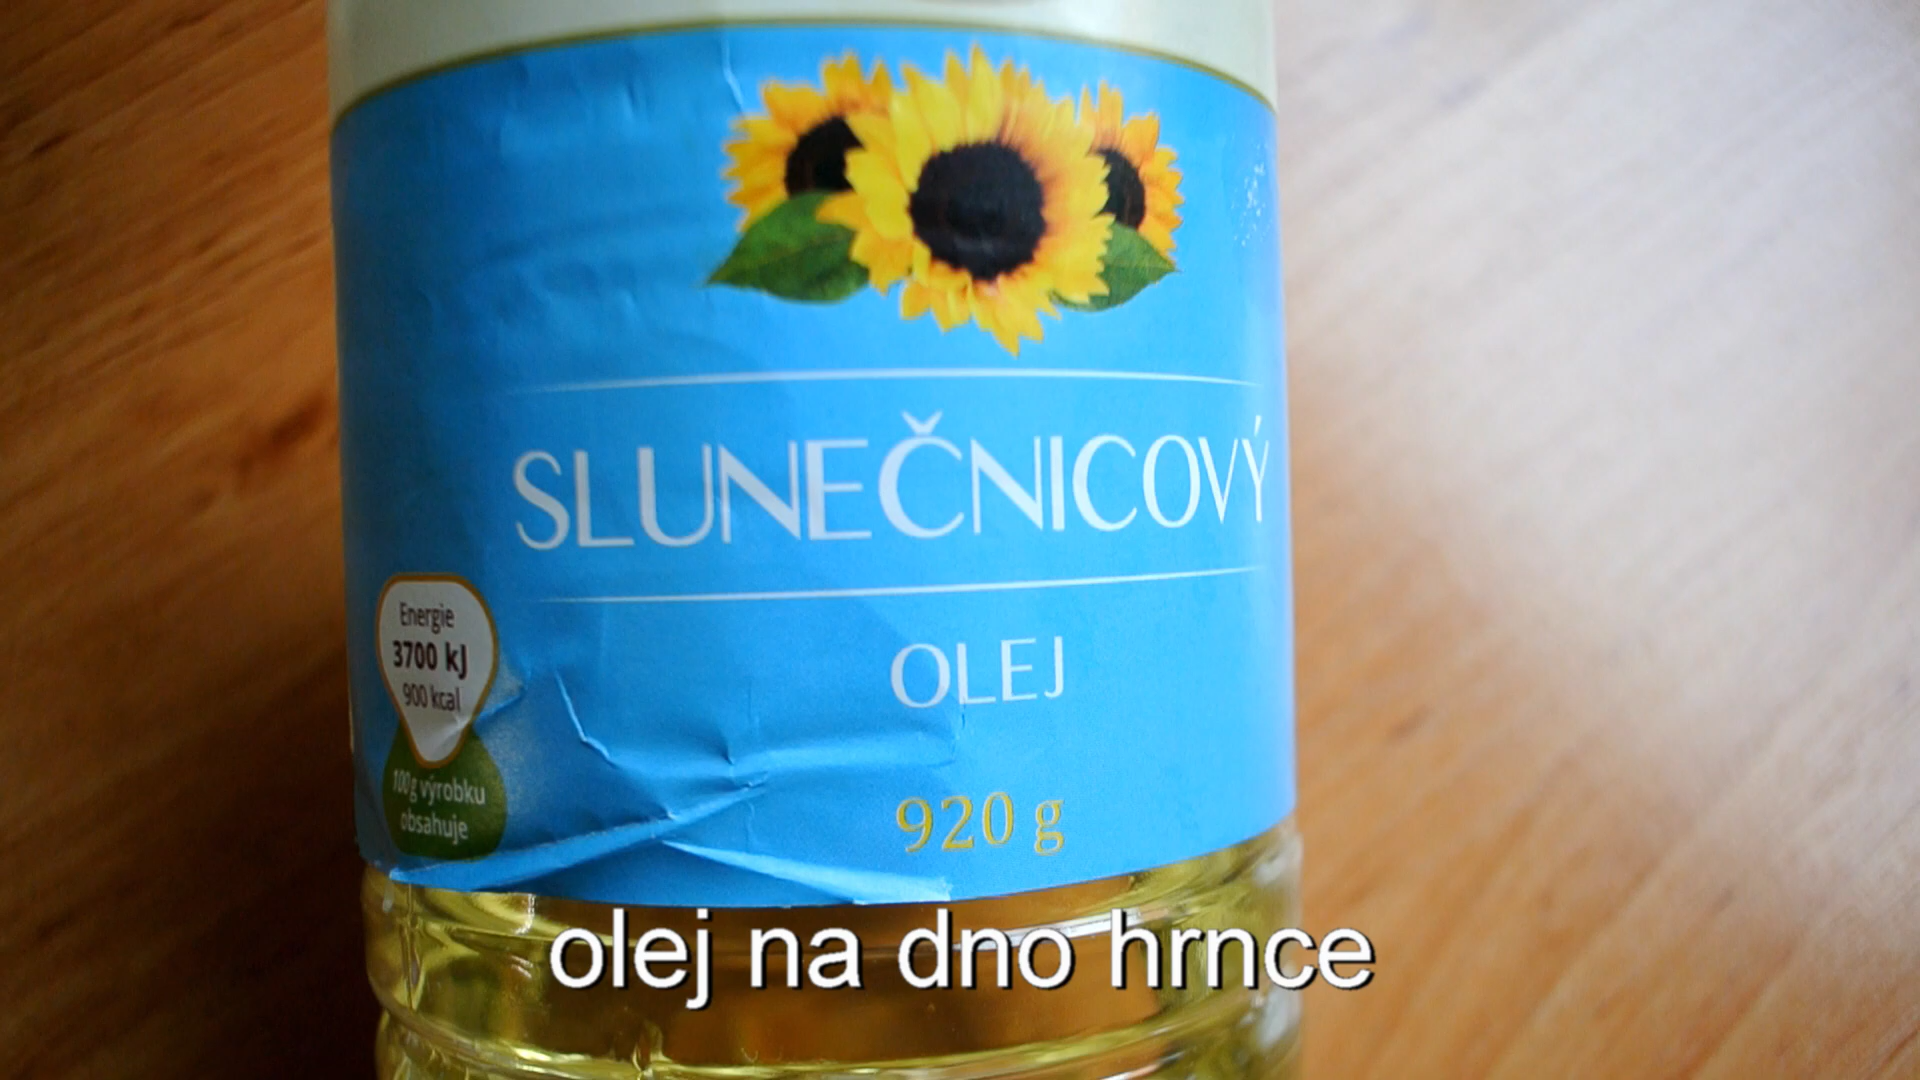 SLUNEČNICOVÝ
OLEJ
Energie
3700 kJ
900 kcal
100g výrobku
obsahuje
920 g
olej na dno hrnce